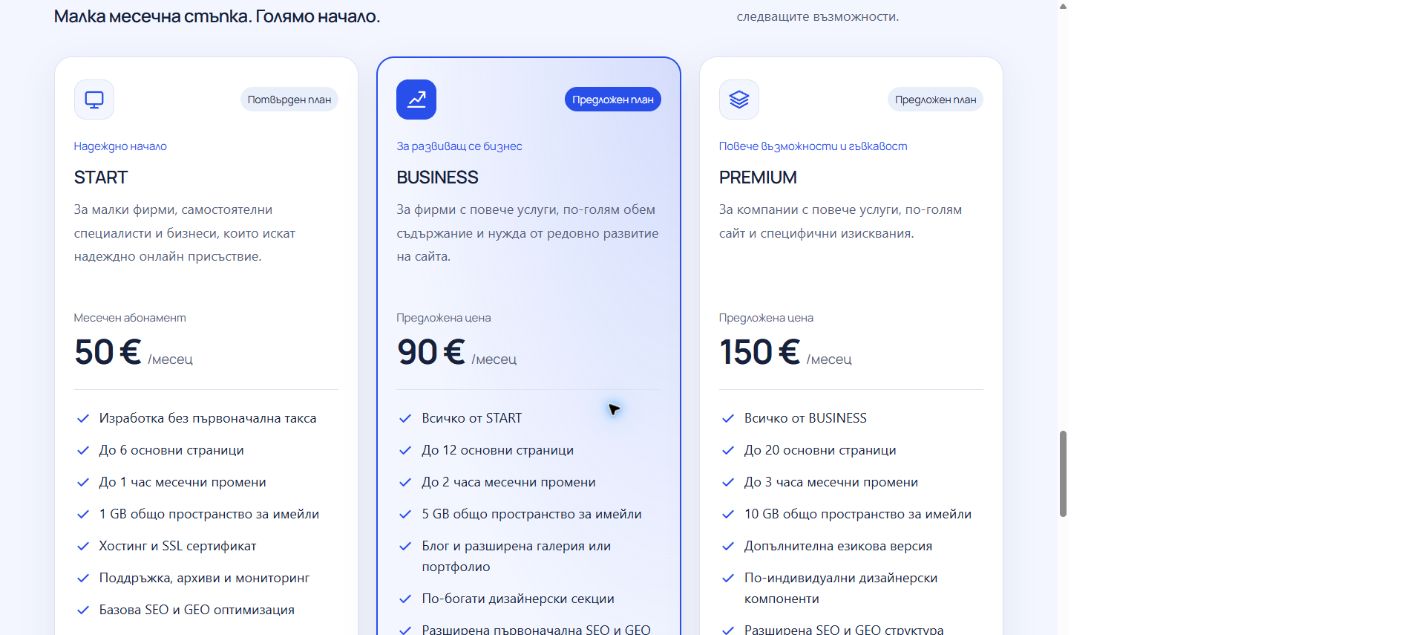 Малка месечна стъпка. Голямо начало.
следващите възможности.
Потвърден план
Надеждно начало
START
За малки фирми, самостоятелни
специалисти и бизнеси, които искат
надеждно онлайн присъствие.
Месечен абонамент
50 € /месец
Изработка без първоначална такса
До 6 основни страници
До 1 час месечни промени
1 GB общо пространство за имейли
Хостинг и SSL сертификат
Поддръжка, архиви и мониторинг
Базова SEO и GEO оптимизация
Предложен план
За развиващ се бизнес
BUSINESS
За фирми с повече услуги, по-голям обем
съдържание и нужда от редовно развитие
на сайта.
Предложена цена
90 € /месец
Всичко от START
До 12 основни страници
До 2 часа месечни промени
5 GB общо пространство за имейли
Блог и разширена галерия или
портфолио
По-богати дизайнерски секции
Разширена първоначална SEO и GEO
Предложен план
Повече възможности и гъвкавост
PREMIUM
За компании с повече услуги, по-голям
сайт и специфични изисквания.
Предложена цена
150 € /месец
Всичко от BUSINESS
До 20 основни страници
До 3 часа месечни промени
10 GB общо пространство за имейли
Допълнителна езикова версия
По-индивидуални дизайнерски
компоненти
Разширена SEO и GEO структура